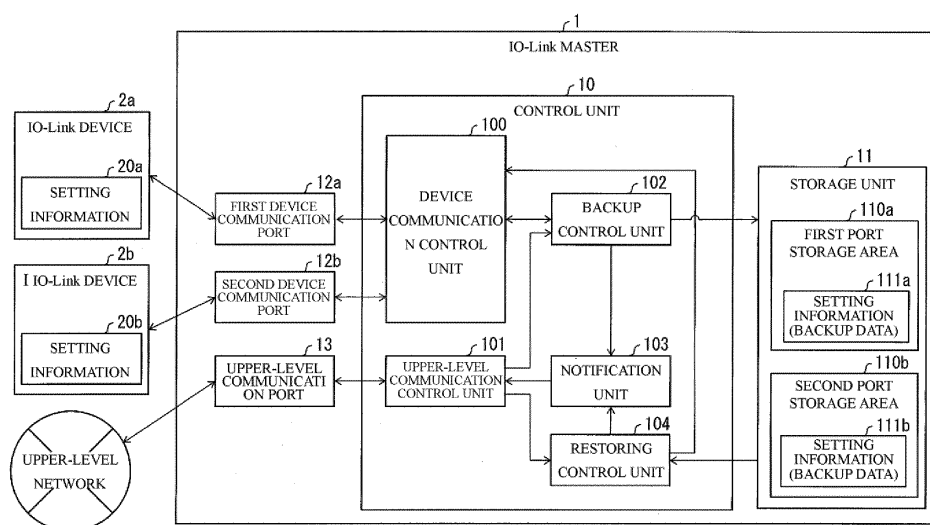 1
IO-Link MASTER
10
CONTROL UNIT
2a
IO-Link DEVICE
20a
SETTING
INFORMATION
12a
FIRST DEVICE
COMMUNICATION
PORT
100
DEVICE
COMMUNICATIO
N CONTROL
UNIT
102
BACKUP
CONTROL UNIT
11
STORAGE UNIT
110a
FIRST PORT
STORAGE AREA
111a
SETTING
INFORMATION
(BACKUP DATA)
2b
I IO-Link DEVICE
20b
SETTING
INFORMATION
12b
SECOND DEVICE
COMMUNICATION
PORT
13
UPPER-LEVEL
COMMUNICATI
ON PORT
101
UPPER-LEVEL
COMMUNICATION
CONTROL UNIT
103
NOTIFICATION
UNIT
104
RESTORING
CONTROL UNIT
110b
SECOND PORT
STORAGE AREA
111b
SETTING
INFORMATION
(BACKUP DATA)
UPPER-LEVEL
NETWORK